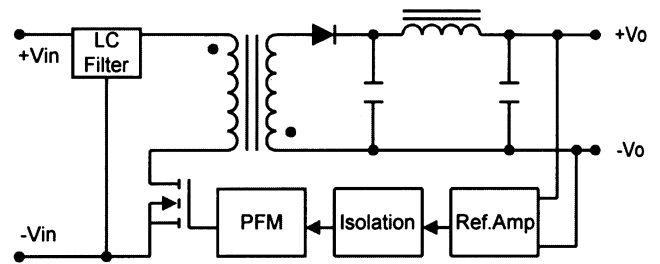 +Vin
LC
Filter
+Vo
-Vo
-Vin
PFM
Isolation
Ref.Amp